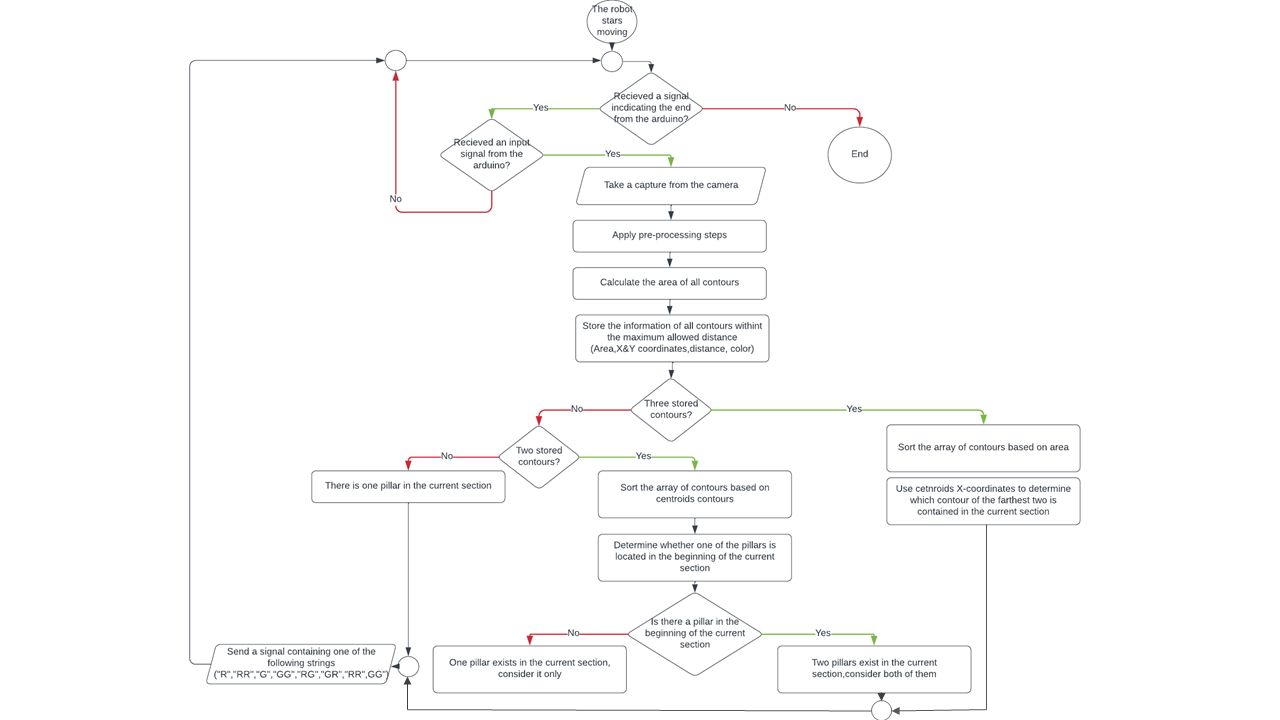 The robot
stars
moving
Recieved a signal
incdicating the end
from the arduino?
Yes
No
Recieved an input
signal from the
arduino?
Yes
End
Take a capture from the camera
No
Apply pre-processing steps
Calculate the area of all contours
Store the information of all contours withint
the maximum allowed distance
(Area,X&Y coordinates,distance, color)
Three stored
contours?
No
Yes
Two stored
contours?
No
Yes
Sort the array of contours based on area
There is one pillar in the current section
Sort the array of contours based on
centroids contours
Use cetnroids X-coordinates to determine
which contour of the farthest two is
contained in the current section
Determine whether one of the pillars is
located in the beginning of the current
section
Is there a pillar in the
beginning of the current
section
No
Yes
Send a signal containing one of the
following strings
("R","RR","G","GG","RG","GR","RR",GG")
One pillar exists in the current section,
consider it only
Two pillars exist in the current
section,consider both of them